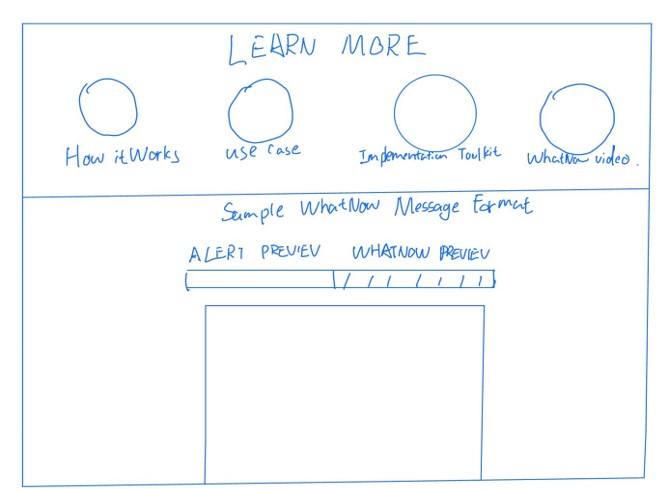 LEARN MORE
How it Works   use case   Implementation Toolkit   WhatNow video.
Sample WhatNow Message Format
ALERT PREVIEV   WHATNOW PREVIEV